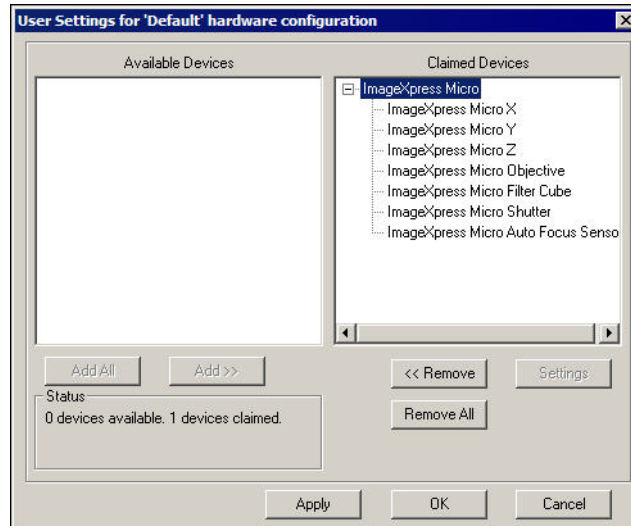 User Settings for 'Default' hardware configuration
Available Devices
Claimed Devices
ImageXpress Micro
ImageXpress Micro X
ImageXpress Micro Y
ImageXpress Micro Z
ImageXpress Micro Objective
ImageXpress Micro Filter Cube
ImageXpress Micro Shutter
ImageXpress Micro Auto Focus Senso
Add All
Add >>
<< Remove
Settings
Status
0 devices available. 1 devices claimed.
Remove All
Apply
OK
Cancel